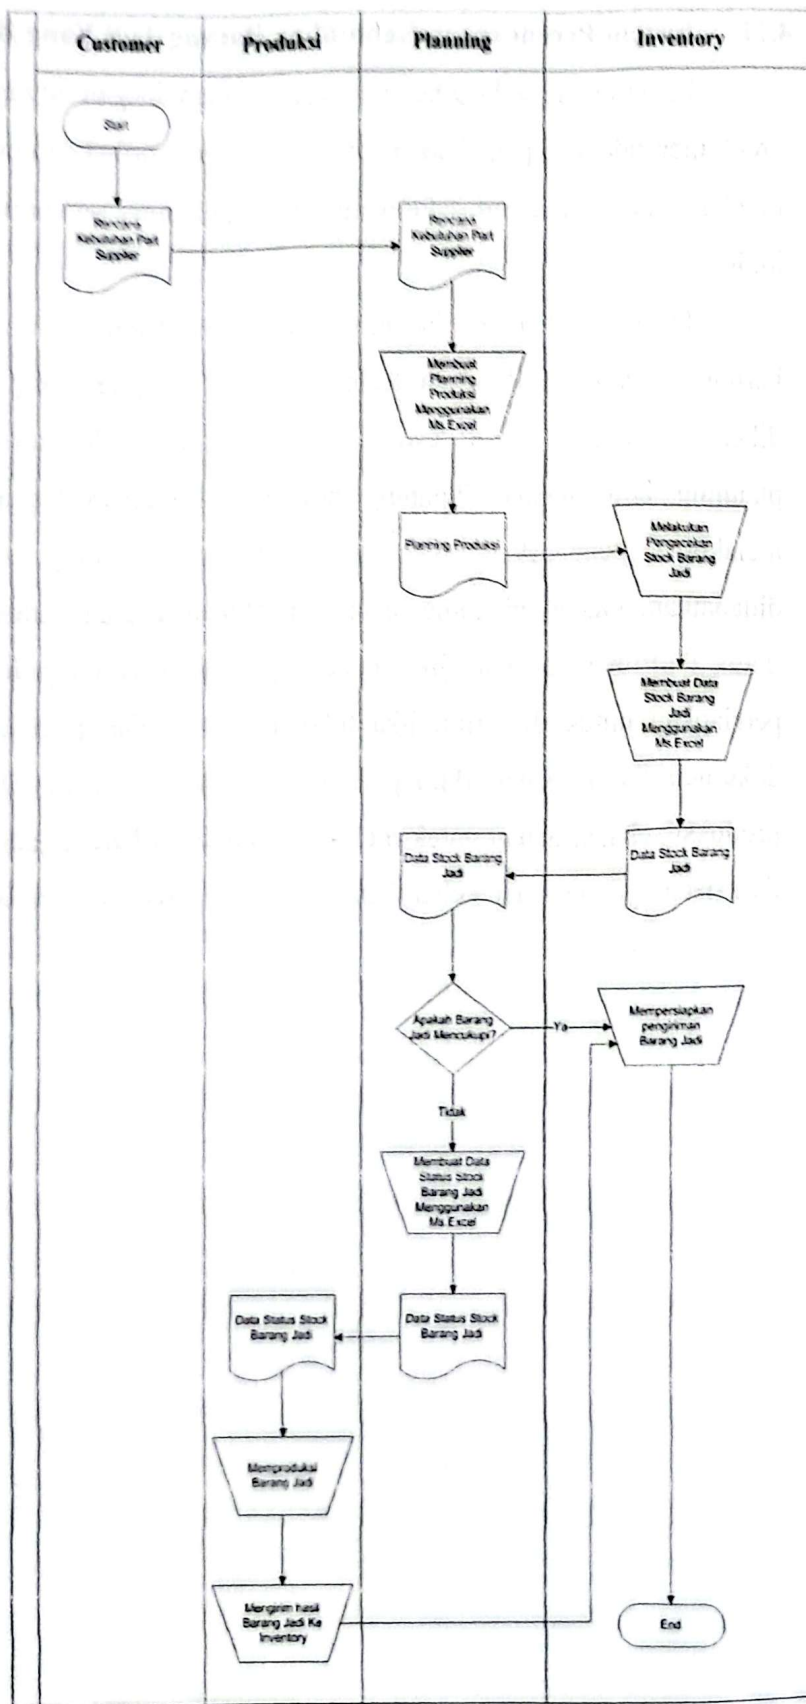 Customer
Produksi
Planning
Inventory
Start
Rencana
Kebutuhan Part
Supplier
Rencana
Kebutuhan Part
Supplier
Membuat
Planning
Produksi
Menggunakan
Ms.Excel
Planning Produksi
Melakukan
Pengecekan
Stock Barang
Jadi
Membuat Data
Stock Barang
Jadi
Menggunakan
Ms.Excel
Data Stock Barang
Jadi
Data Stock Barang
Jadi
Apakah Barang
Jadi Mencukupi?
Ya
Mempersiapkan
pengiriman
Barang Jadi
Tidak
Membuat Data
Status Stock
Barang Jadi
Menggunakan
Ms.Excel
Data Status Stock
Barang Jadi
Data Status Stock
Barang Jadi
Memproduksi
Barang Jadi
Mengirim hasil
Barang Jadi Ke
Inventory
End